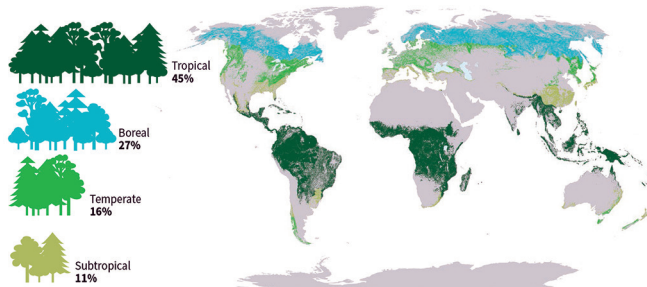 Tropical
45%
Boreal
27%
Temperate
16%
Subtropical
11%